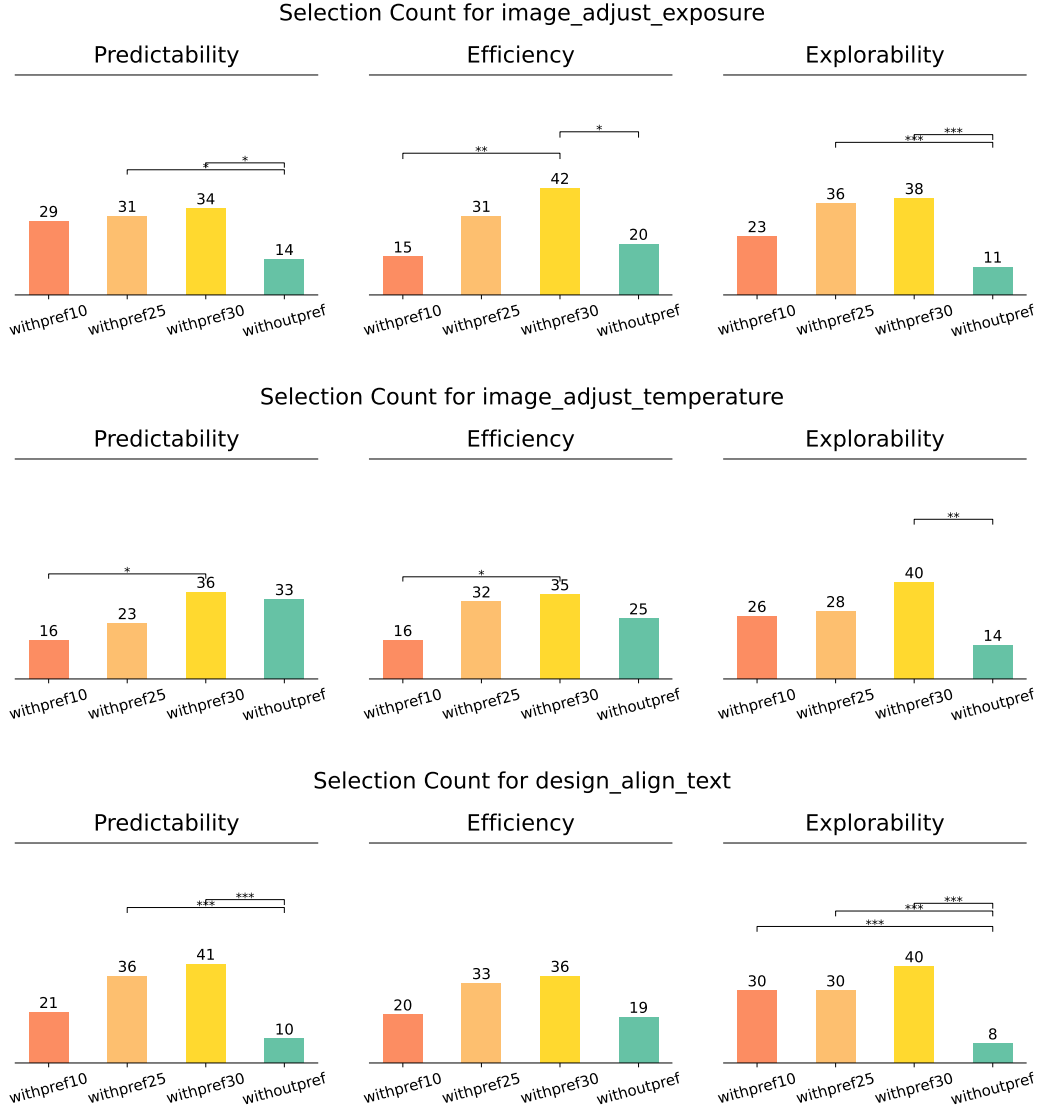 Selection Count for image_adjust_exposure
Predictability Efficiency Explorability
* * ** * *** ***
29 31 34 14 15 31 42 20 23 36 38 11
withpref10 withpref25 withpref30 withoutpref withpref10 withpref25 withpref30 withoutpref withpref10 withpref25 withpref30 withoutpref
Selection Count for image_adjust_temperature
Predictability Efficiency Explorability
* * **
16 23 36 33 16 32 35 25 26 28 40 14
withpref10 withpref25 withpref30 withoutpref withpref10 withpref25 withpref30 withoutpref withpref10 withpref25 withpref30 withoutpref
Selection Count for design_align_text
Predictability Efficiency Explorability
*** *** *** *** ***
21 36 41 10 20 33 36 19 30 30 40 8
withpref10 withpref25 withpref30 withoutpref withpref10 withpref25 withpref30 withoutpref withpref10 withpref25 withpref30 withoutpref